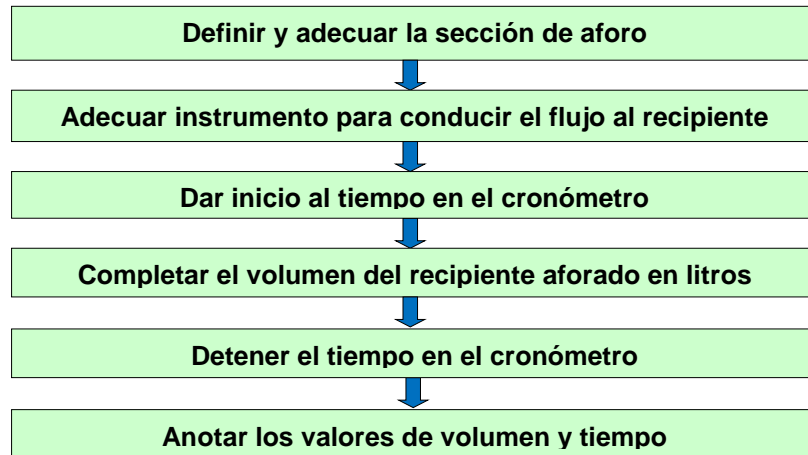 Definir y adecuar la sección de aforo
Adecuar instrumento para conducir el flujo al recipiente
Dar inicio al tiempo en el cronómetro
Completar el volumen del recipiente aforado en litros
Detener el tiempo en el cronómetro
Anotar los valores de volumen y tiempo